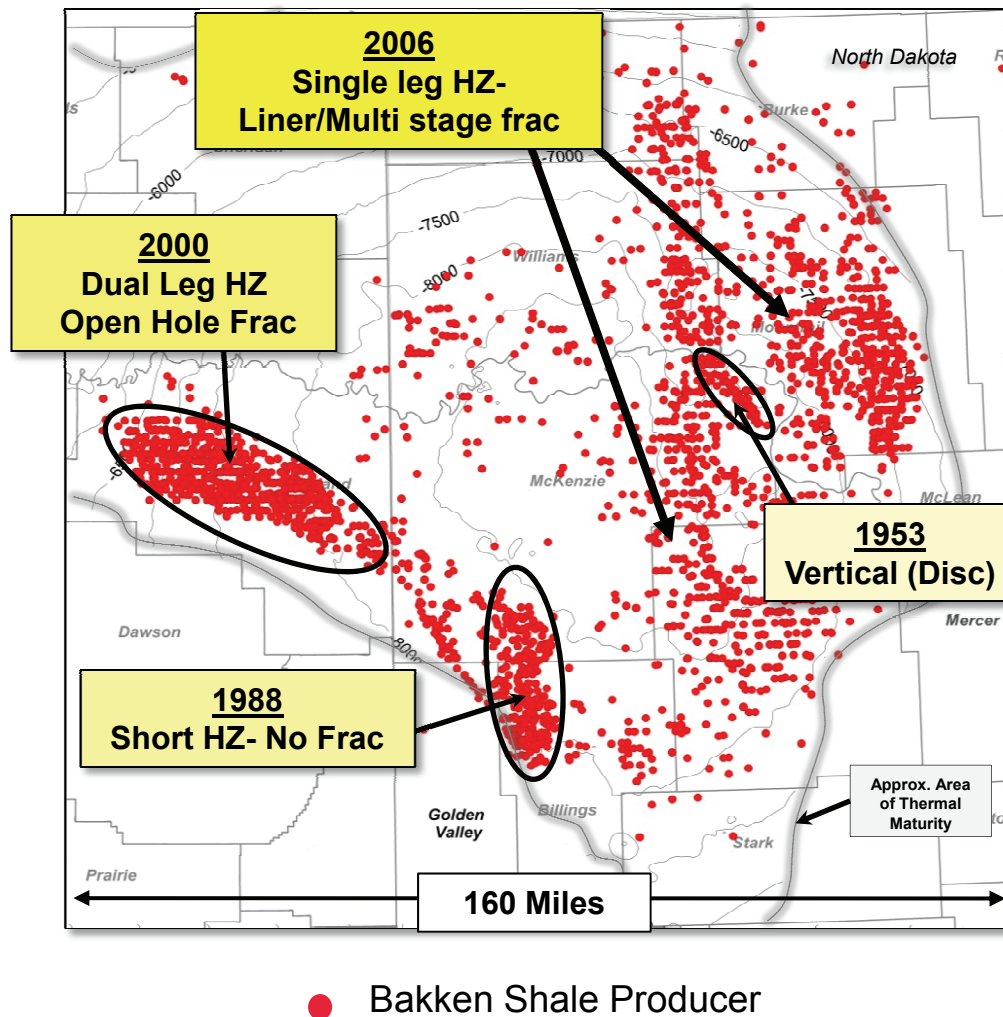 2006
Single leg HZ-
Liner/Multi stage frac
North Dakota
Burke
-6500
-7000
-6000
-7500
2000
Dual Leg HZ
Open Hole Frac
Williams
-8000
McKenzie
McLean
1953
Vertical (Disc)
Mercer
Dawson
-8000
1988
Short HZ- No Frac
Approx. Area
of Thermal
Maturity
Golden
Valley
Billings
Stark
Prairie
160 Miles
Bakken Shale Producer